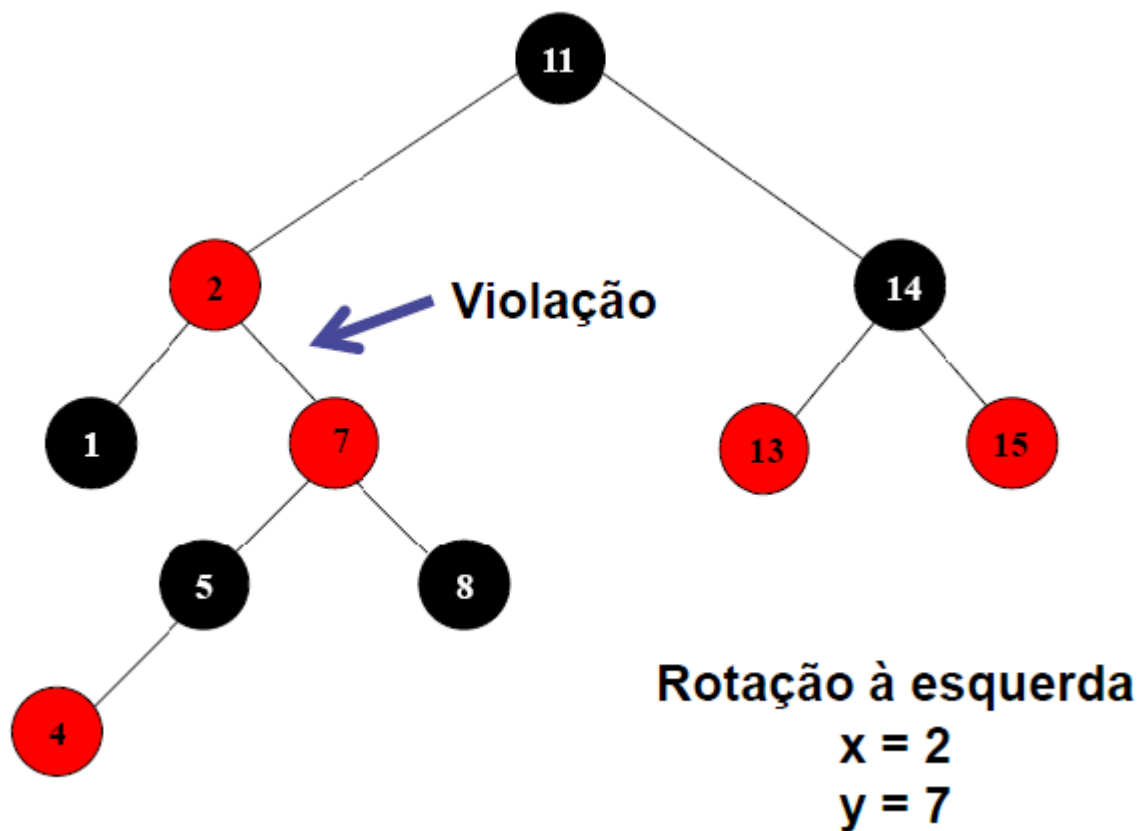 11
2
Violação
14
1
7
13
15
5
8
4
Rotação à esquerda
x = 2
y = 7